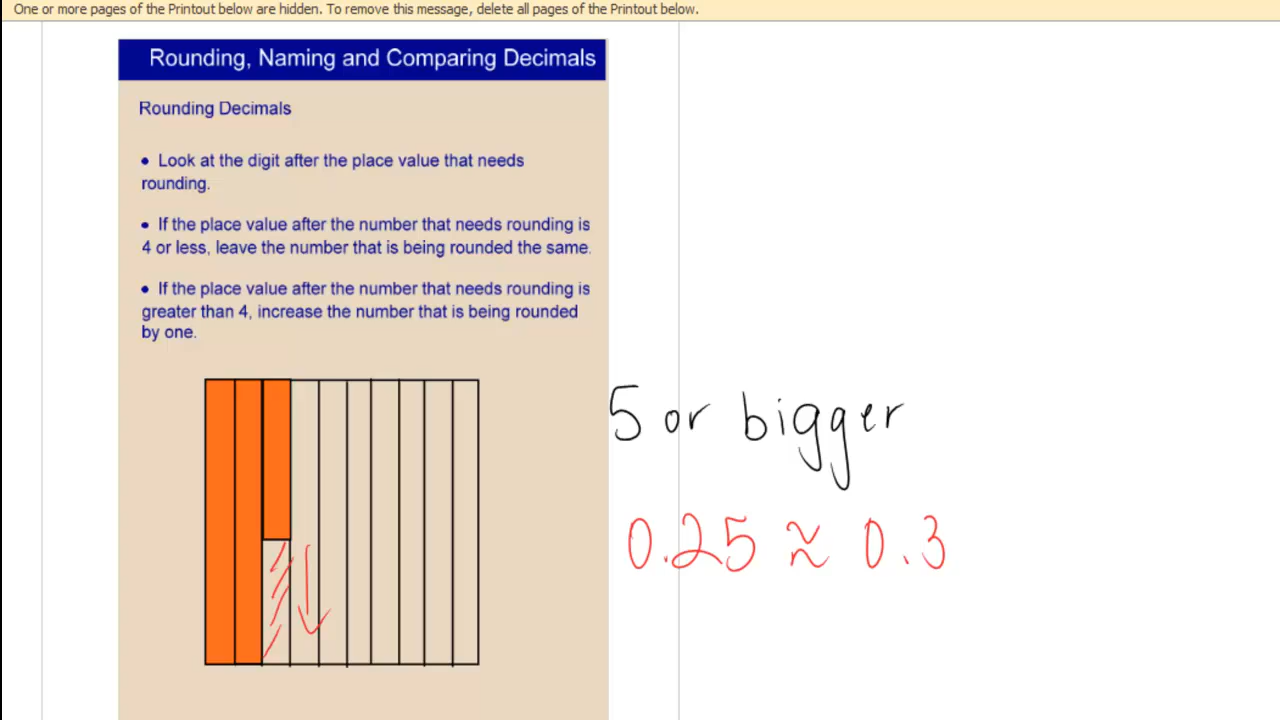 One or more pages of the Printout below are hidden. To remove this message, delete all pages of the Printout below.
Rounding, Naming and Comparing Decimals
Rounding Decimals
• Look at the digit after the place value that needs
rounding.
• If the place value after the number that needs rounding is
4 or less, leave the number that is being rounded the same.
• If the place value after the number that needs rounding is
greater than 4, increase the number that is being rounded
by one.
5 or bigger
0.25 ≈ 0.3